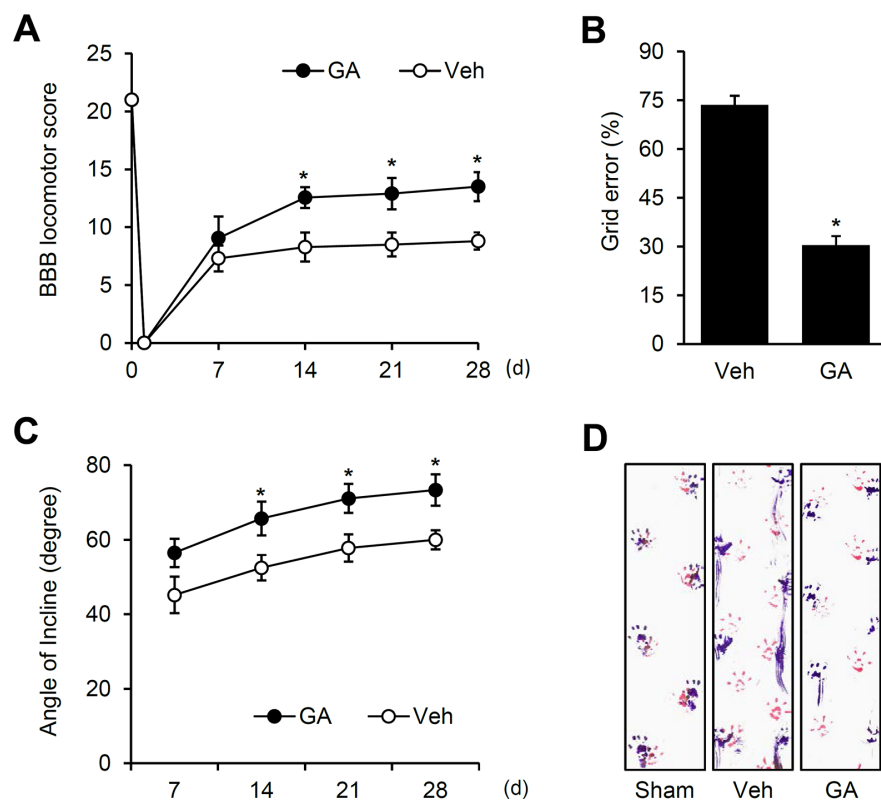 A
BBB locomotor score
25
20
15
10
5
0
GA
Veh
*
*
*
0 7 14 21 28 (d)
B
Grid error (%)
90
75
60
45
30
15
0
*
Veh GA
C
Angle of Incline (degree)
80
60
40
20
0
*
*
*
GA
Veh
7 14 21 28 (d)
D
Sham Veh GA